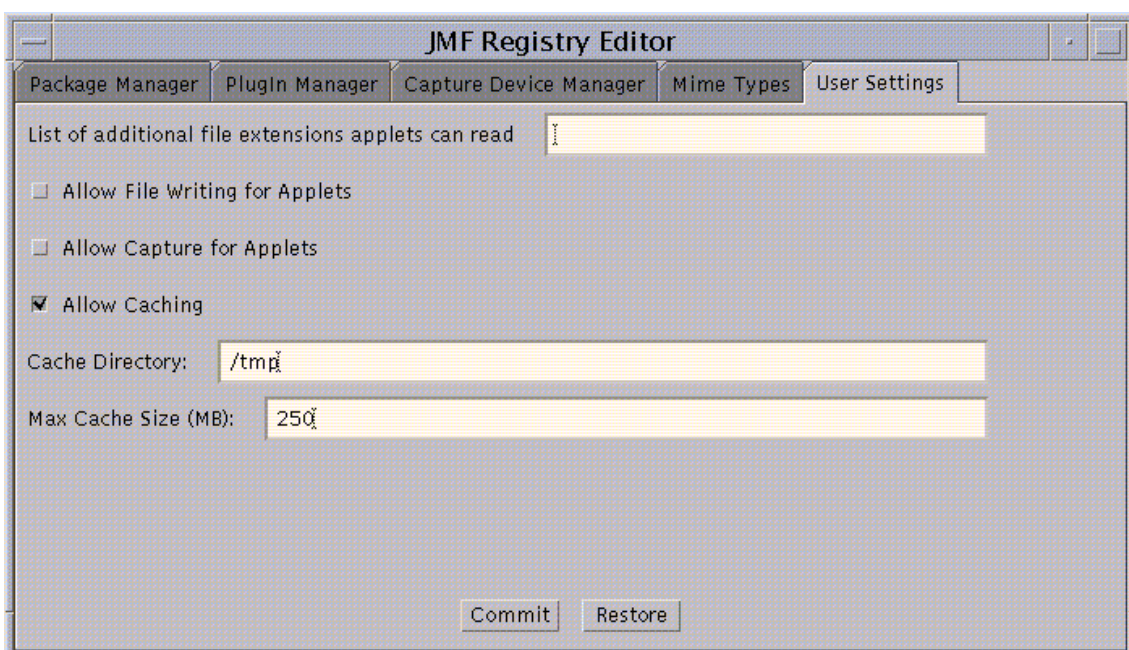 JMF Registry Editor
Package Manager PlugIn Manager Capture Device Manager Mime Types User Settings
List of additional file extensions applets can read
Allow File Writing for Applets
Allow Capture for Applets
Allow Caching
Cache Directory: /tmp
Max Cache Size (MB): 250
Commit Restore